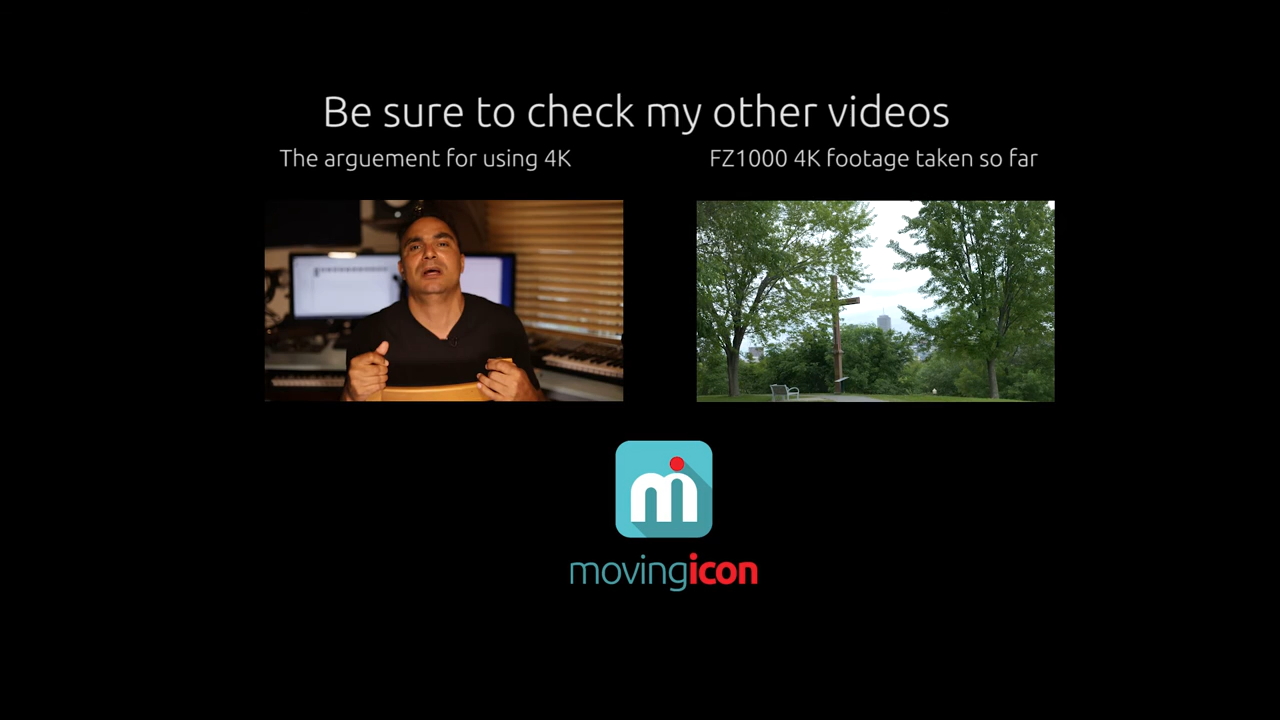 Be sure to check my other videos
The arguement for using 4K
FZ1000 4K footage taken so far
mi
movingicon